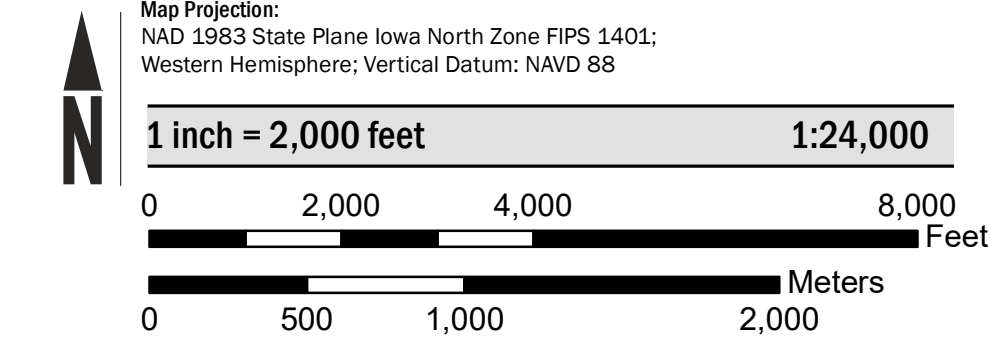 Map Projection:
NAD 1983 State Plane Iowa North Zone FIPS 1401;
Western Hemisphere; Vertical Datum: NAVD 88
N
1 inch = 2,000 feet 1:24,000
0 2,000 4,000 8,000
Feet
Meters
0 500 1,000 2,000